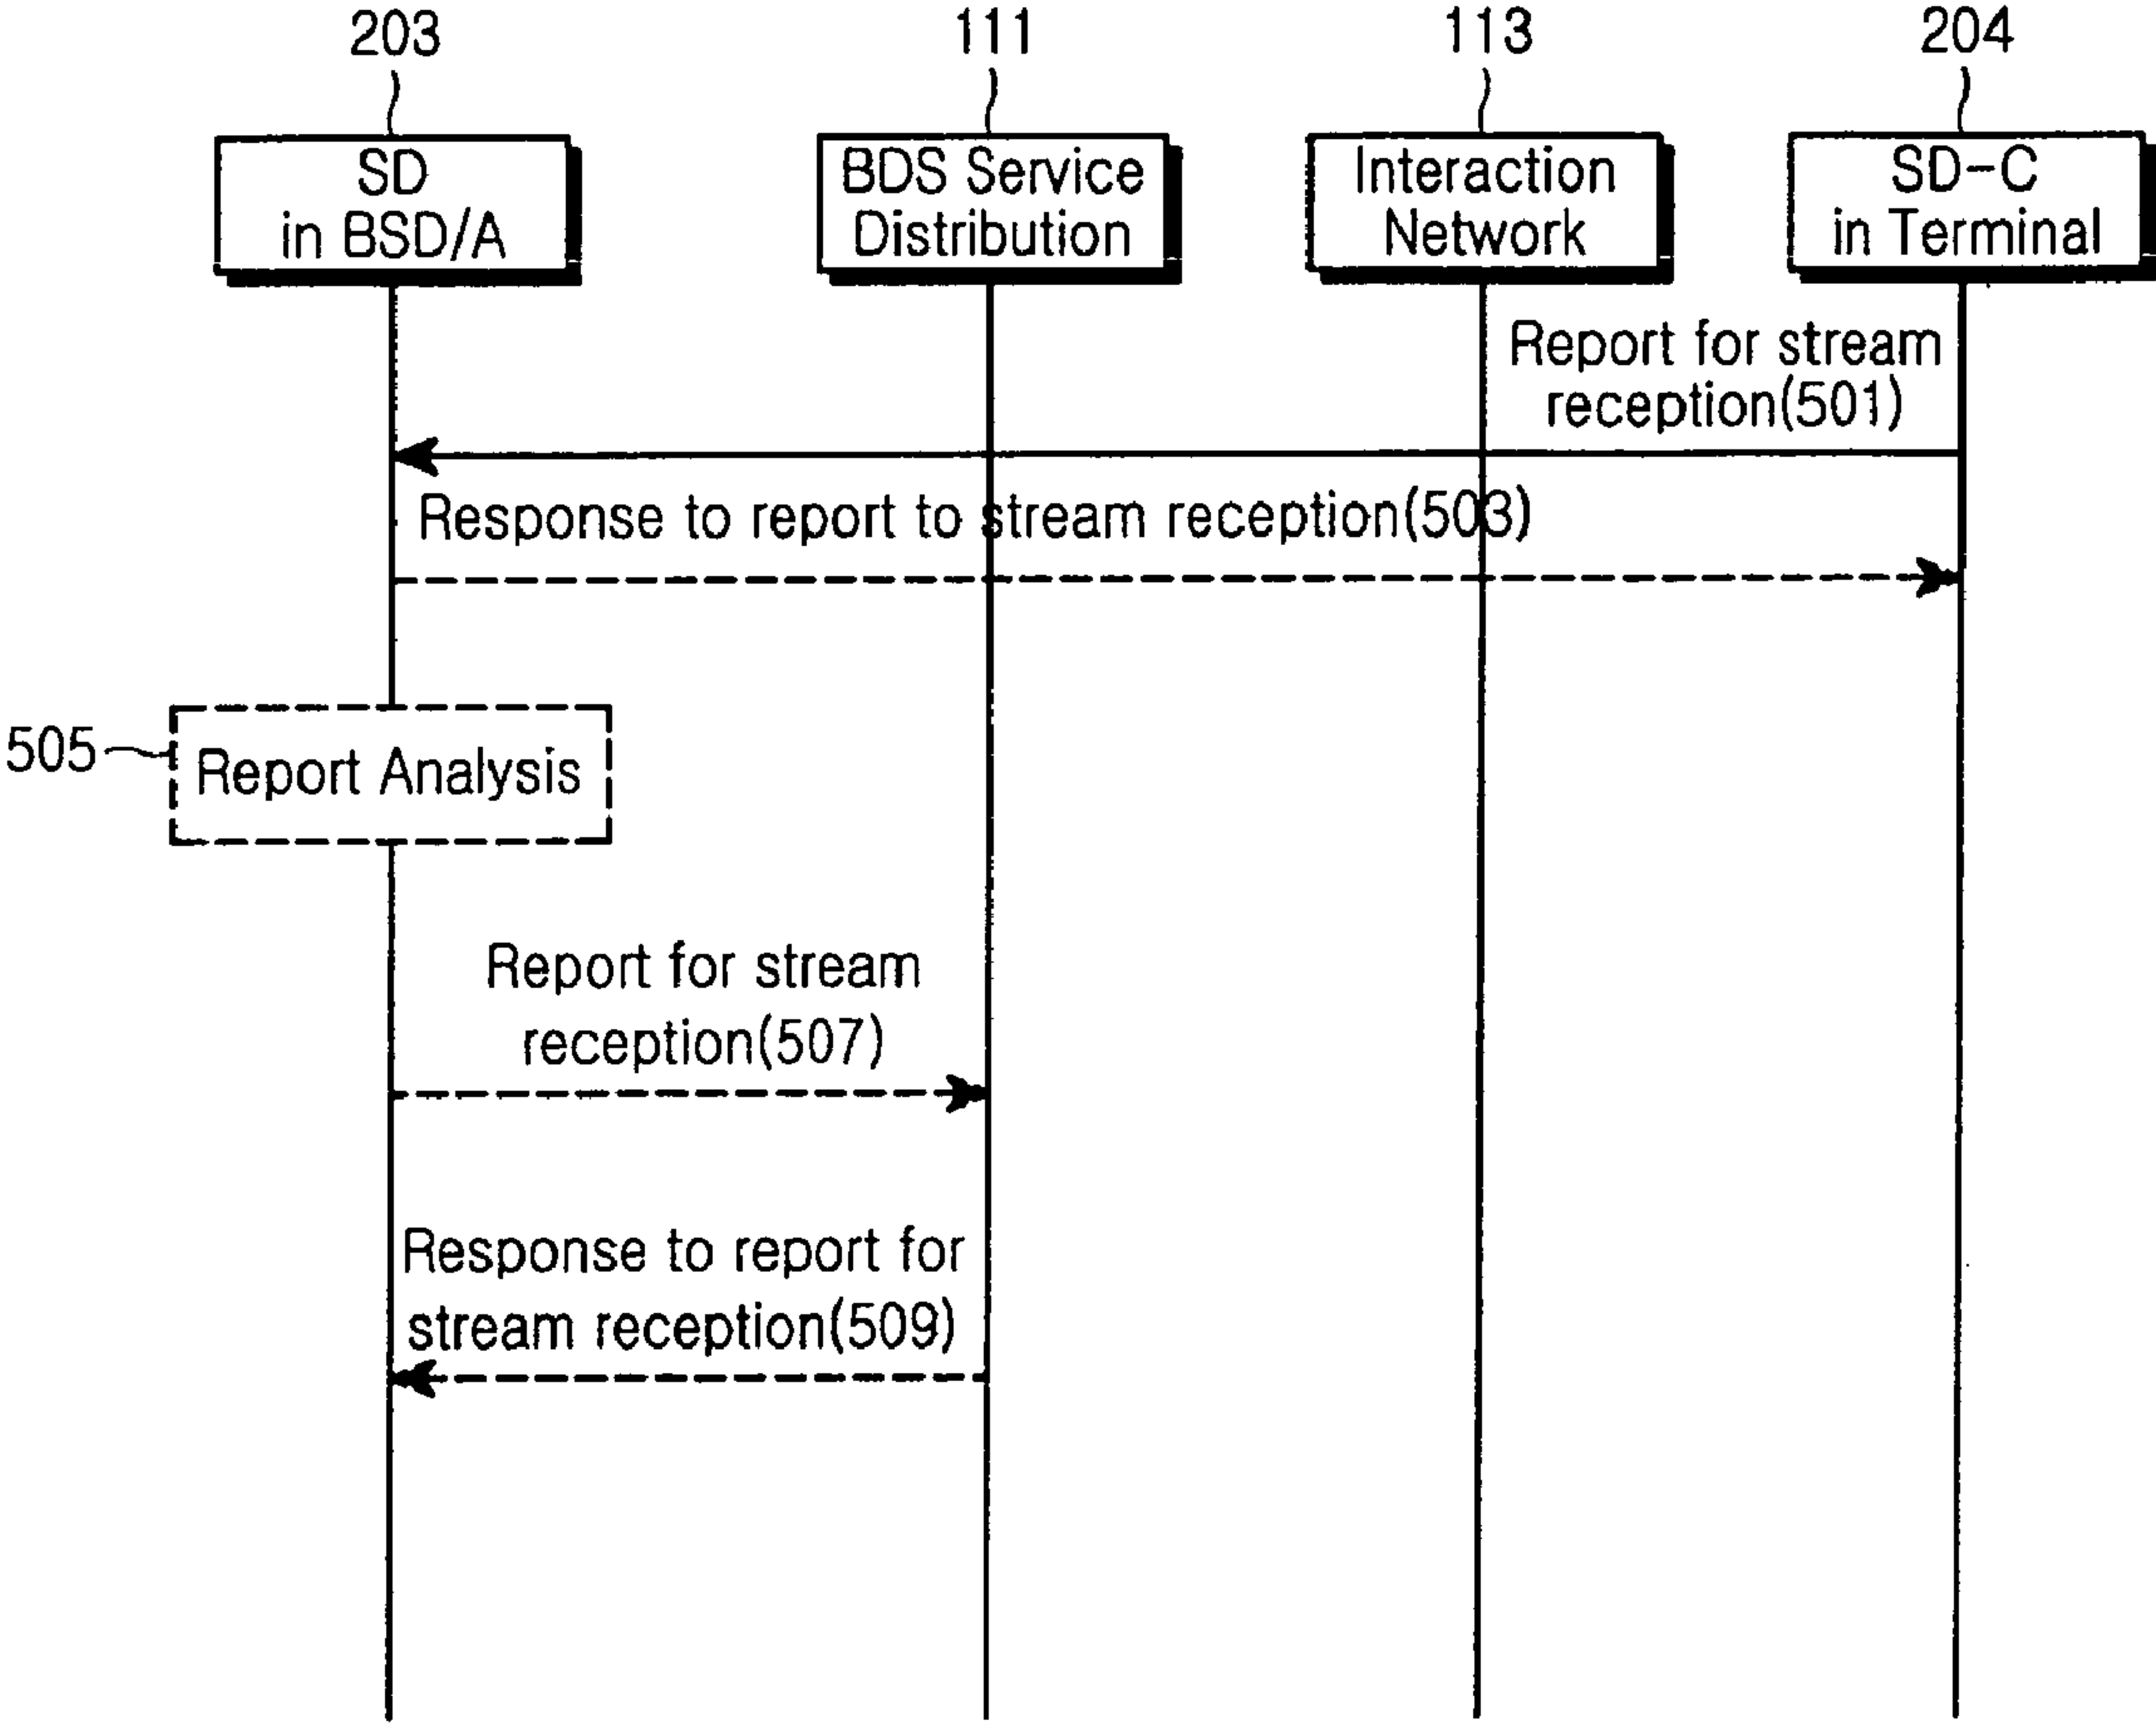 203
111
113
204
SD
in BSD/A
BDS Service
Distribution
Interaction
Network
SD-C
in Terminal
Report for stream
reception(501)
Response to report to stream reception(503)
505
Report Analysis
Report for stream
reception(507)
Response to report for
stream reception(509)